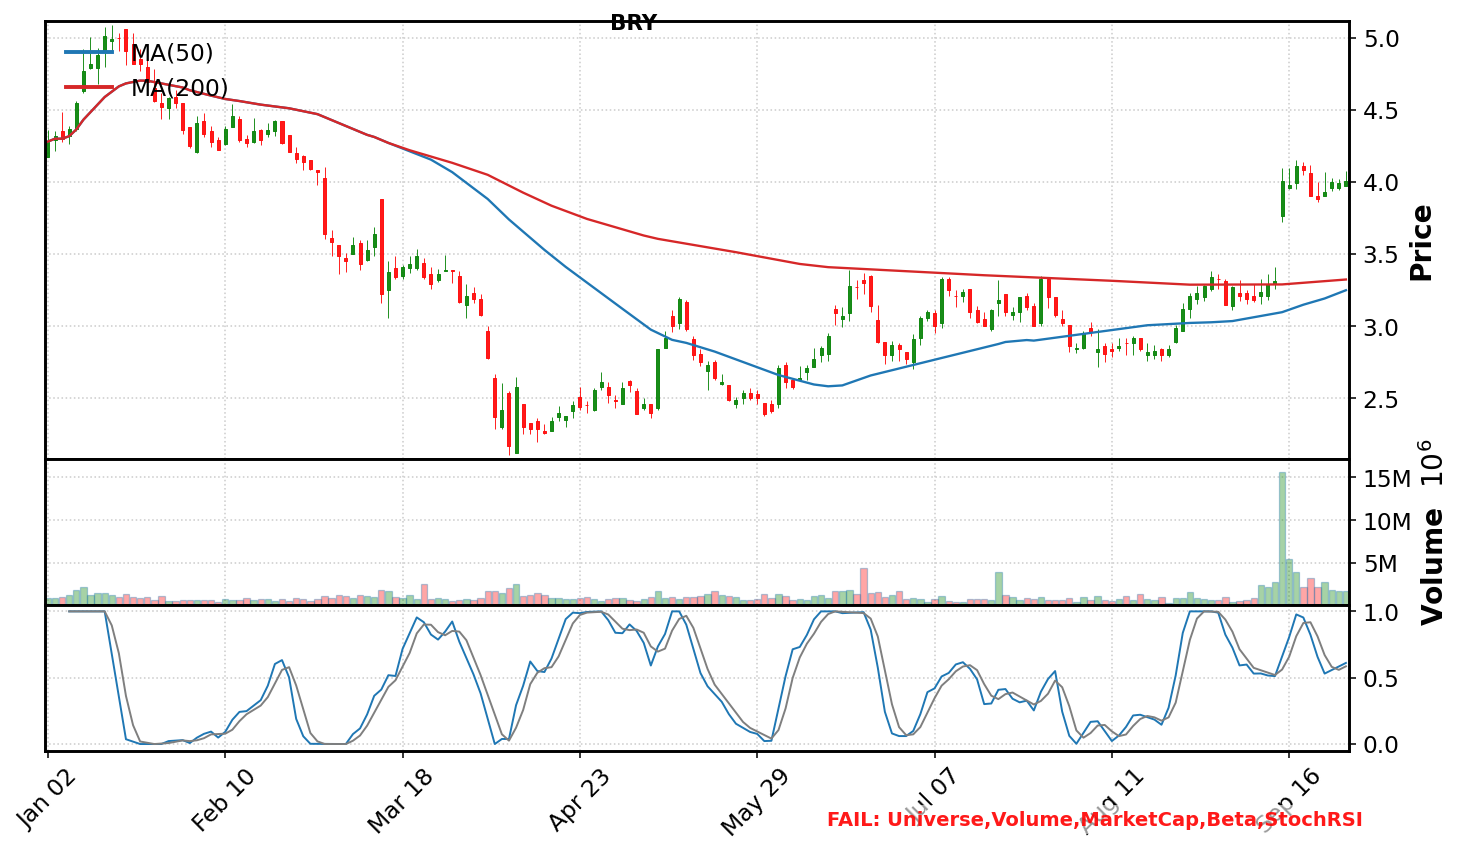 BRY
MA(50)
MA(200)
5.0
4.5
4.0
3.5
3.0
2.5
Price
15M
10M
5M
Volume 10^6
1.0
0.5
0.0
Jan 02
Feb 10
Mar 18
Apr 23
May 29
Jul 07
Aug 11
Sep 16
FAIL: Universe,Volume,MarketCap,Beta,StochRSI